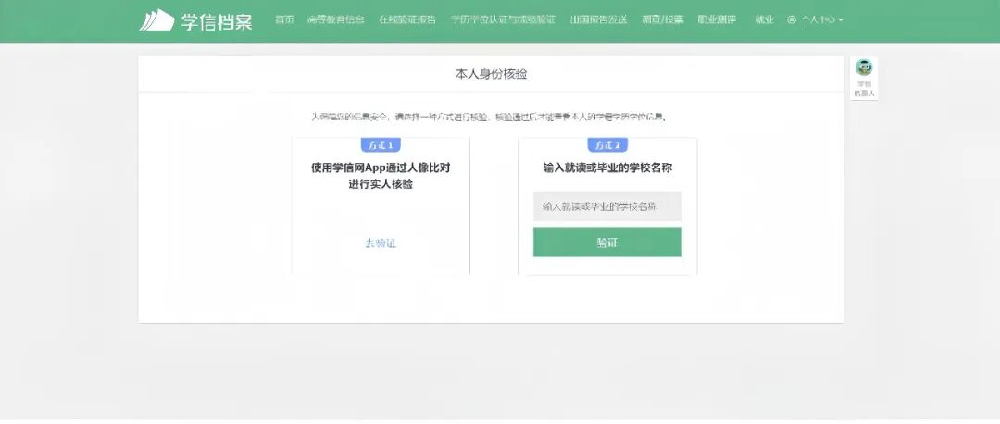 学信档案
首页 高等教育信息 在线验证报告 学历学位认证与成绩验证 出国报告发送 调查/投票 职业测评 就业 个人中心
本人身份核验
学信
机器人
为保障您的信息安全，请选择一种方式进行核验，核验通过后才能查看本人的学籍学历学位信息。
方式 1
使用学信网App通过人像比对
进行实人核验
去验证
方式 2
输入就读或毕业的学校名称
输入就读或毕业的学校名称
验证